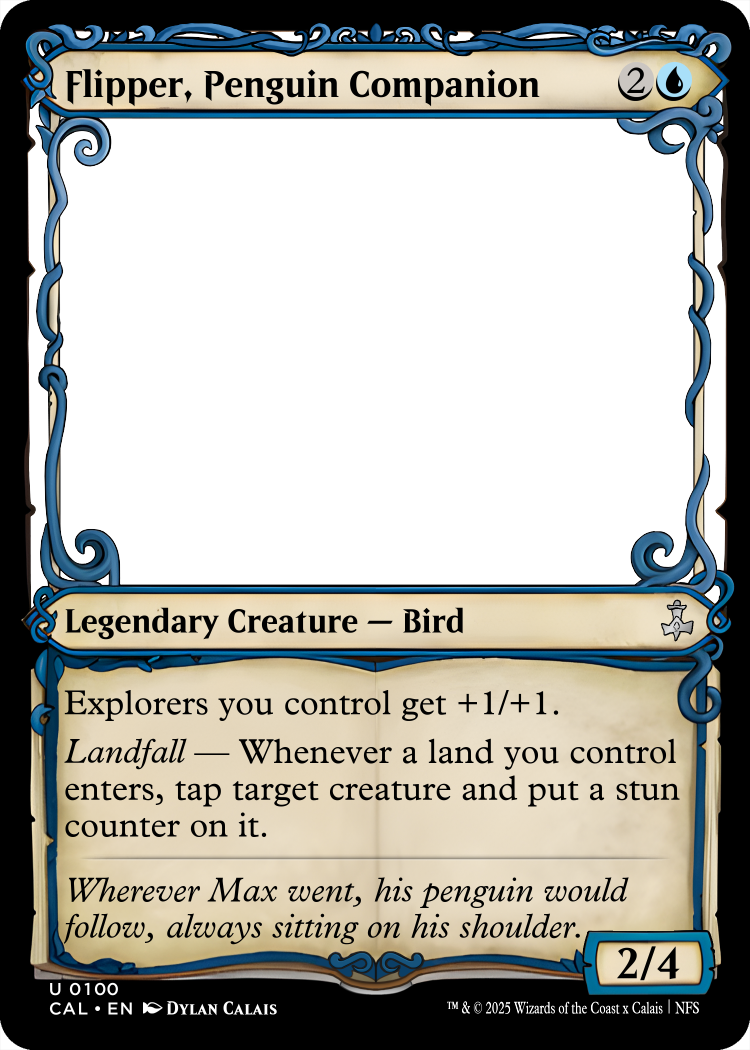 Flipper, Penguin Companion 2
Legendary Creature — Bird
Explorers you control get +1/+1.
Landfall — Whenever a land you control
enters, tap target creature and put a stun
counter on it.
Wherever Max went, his penguin would
follow, always sitting on his shoulder.
2/4
U 0100
CAL • EN DYLAN CALAIS
™ & © 2025 Wizards of the Coast x Calais | NFS